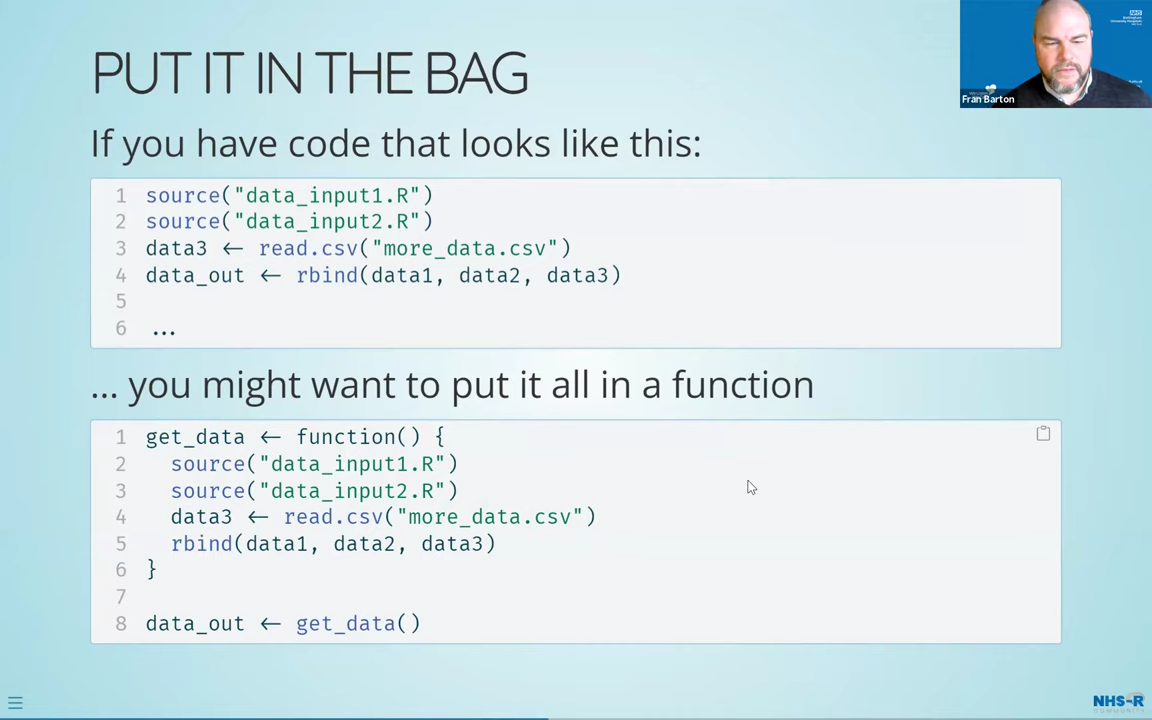 PUT IT IN THE BAG
If you have code that looks like this:
1 source("data_input1.R")
2 source("data_input2.R")
3 data3 ← read.csv("more_data.csv")
4 data_out ← rbind(data1, data2, data3)
5
6 ...
... you might want to put it all in a function
1 get_data ← function() {
2   source("data_input1.R")
3   source("data_input2.R")
4   data3 ← read.csv("more_data.csv")
5   rbind(data1, data2, data3)
6 }
7
8 data_out ← get_data()
Fran Barton
NHS
NHS-R
COMMUNITY